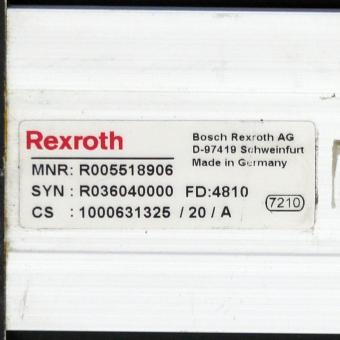 Rexroth
Bosch Rexroth AG
D-97419 Schweinfurt
Made in Germany
MNR: R005518906
SYN : R036040000 FD:4810
CS : 1000631325 / 20 / A
7210